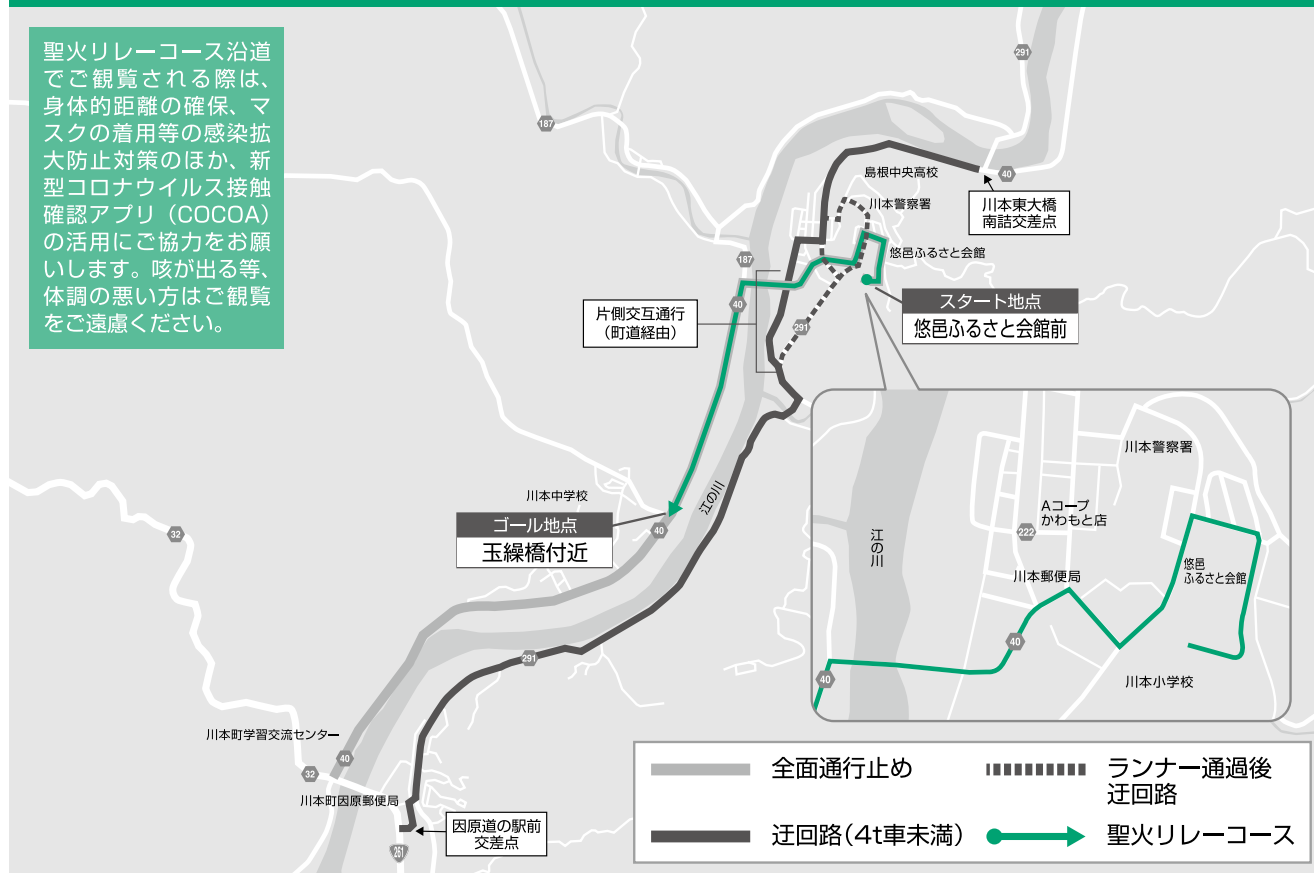 聖火リレーコース沿道
でご観覧される際は、
身体的距離の確保、マ
スクの着用等の感染拡
大防止対策のほか、新
型コロナウイルス接触
確認アプリ（COCOA）
の活用にご協力をお願
いします。咳が出る等、
体調の悪い方はご観覧
をご遠慮ください。
291
187
島根中央高校
40
川本警察署
川本東大橋
南詰交差点
悠邑ふるさと会館
187
40
片側交互通行
（町道経由）
スタート地点
悠邑ふるさと会館前
291
川本中学校
江の川
ゴール地点
玉繰橋付近
40
32
291
川本町学習交流センター
40
32
川本町因原郵便局
因原道の駅前
交差点
261
川本警察署
Aコープ
かわもと店
222
江の川
川本郵便局
悠邑
ふるさと会館
40
40
川本小学校
全面通行止め
ランナー通過後
迂回路
迂回路（4t車未満）
聖火リレーコース